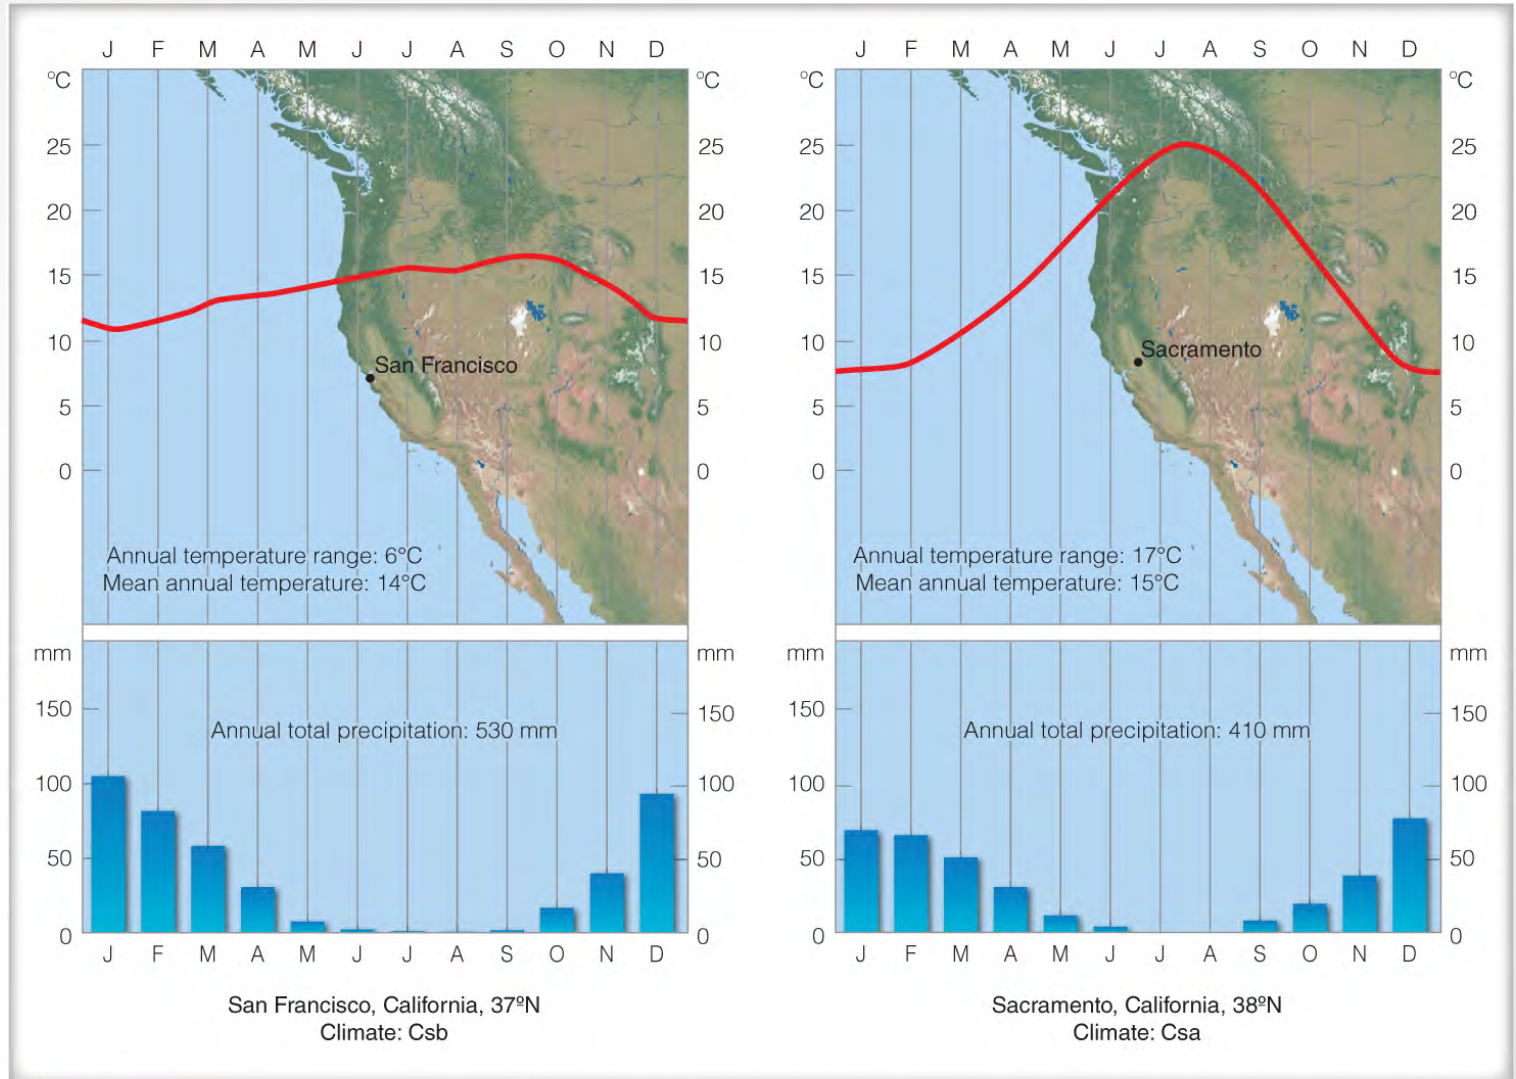 J F M A M J J A S O N D
°C °C
25 25
20 20
15 15
10 10
San Francisco
5 5
0 0
Annual temperature range: 6°C
Mean annual temperature: 14°C
mm mm
150 150
Annual total precipitation: 530 mm
100 100
50 50
0 0
J F M A M J J A S O N D
San Francisco, California, 37ºN
Climate: Csb
J F M A M J J A S O N D
°C °C
25 25
20 20
15 15
10 10
Sacramento
5 5
0 0
Annual temperature range: 17°C
Mean annual temperature: 15°C
mm mm
150 150
Annual total precipitation: 410 mm
100 100
50 50
0 0
J F M A M J J A S O N D
Sacramento, California, 38ºN
Climate: Csa